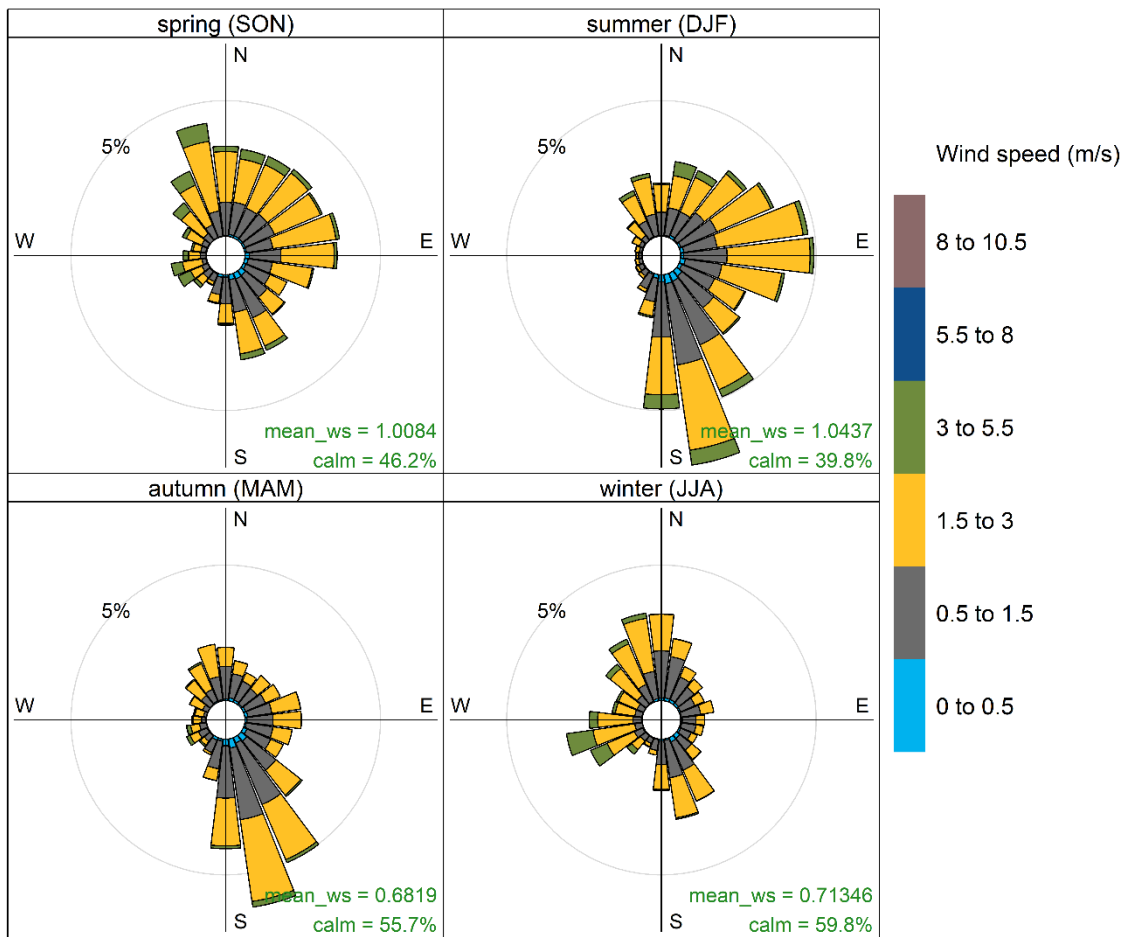 spring (SON)
N
5%
W
E
S
mean_ws = 1.0084
calm = 46.2%
summer (DJF)
N
5%
W
E
S
mean_ws = 1.0437
calm = 39.8%
autumn (MAM)
N
5%
W
E
S
mean_ws = 0.6819
calm = 55.7%
winter (JJA)
N
5%
W
E
S
mean_ws = 0.71346
calm = 59.8%
Wind speed (m/s)
8 to 10.5
5.5 to 8
3 to 5.5
1.5 to 3
0.5 to 1.5
0 to 0.5